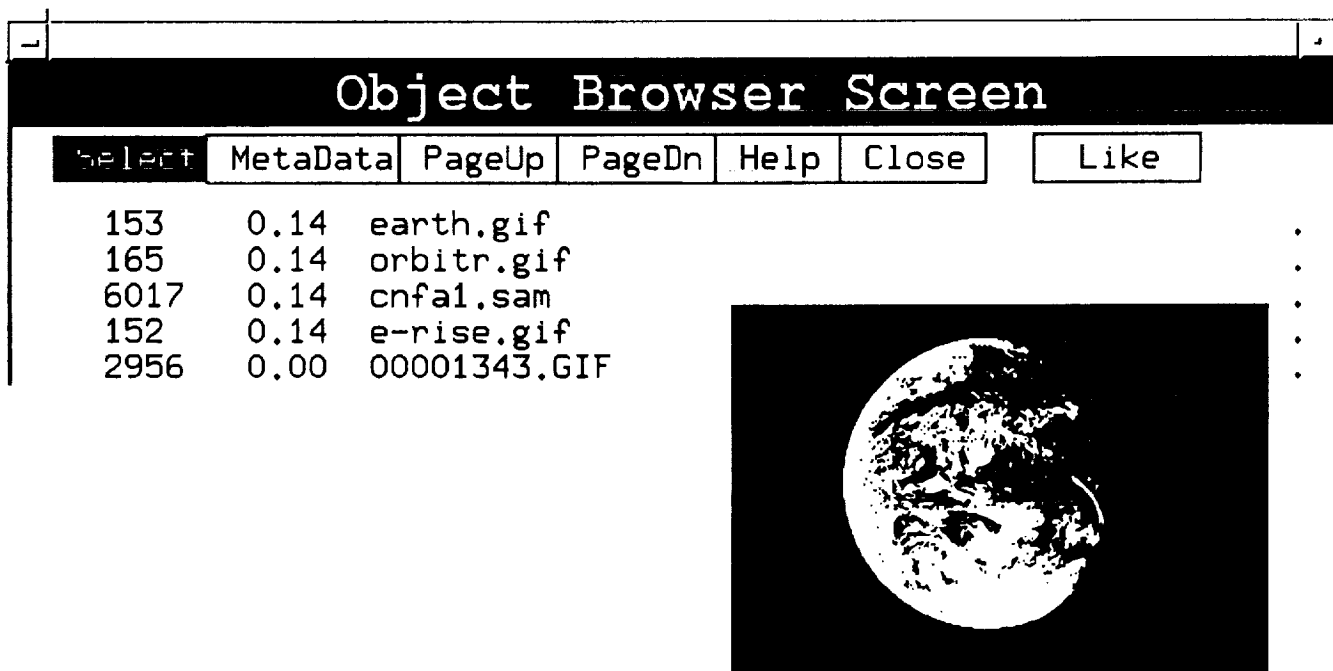 Object Browser Screen
Select MetaData PageUp PageDn Help Close Like
153 0.14 earth.gif .
165 0.14 orbitr.gif .
6017 0.14 cnfa1.sam .
152 0.14 e-rise.gif .
2956 0.00 00001343.GIF .